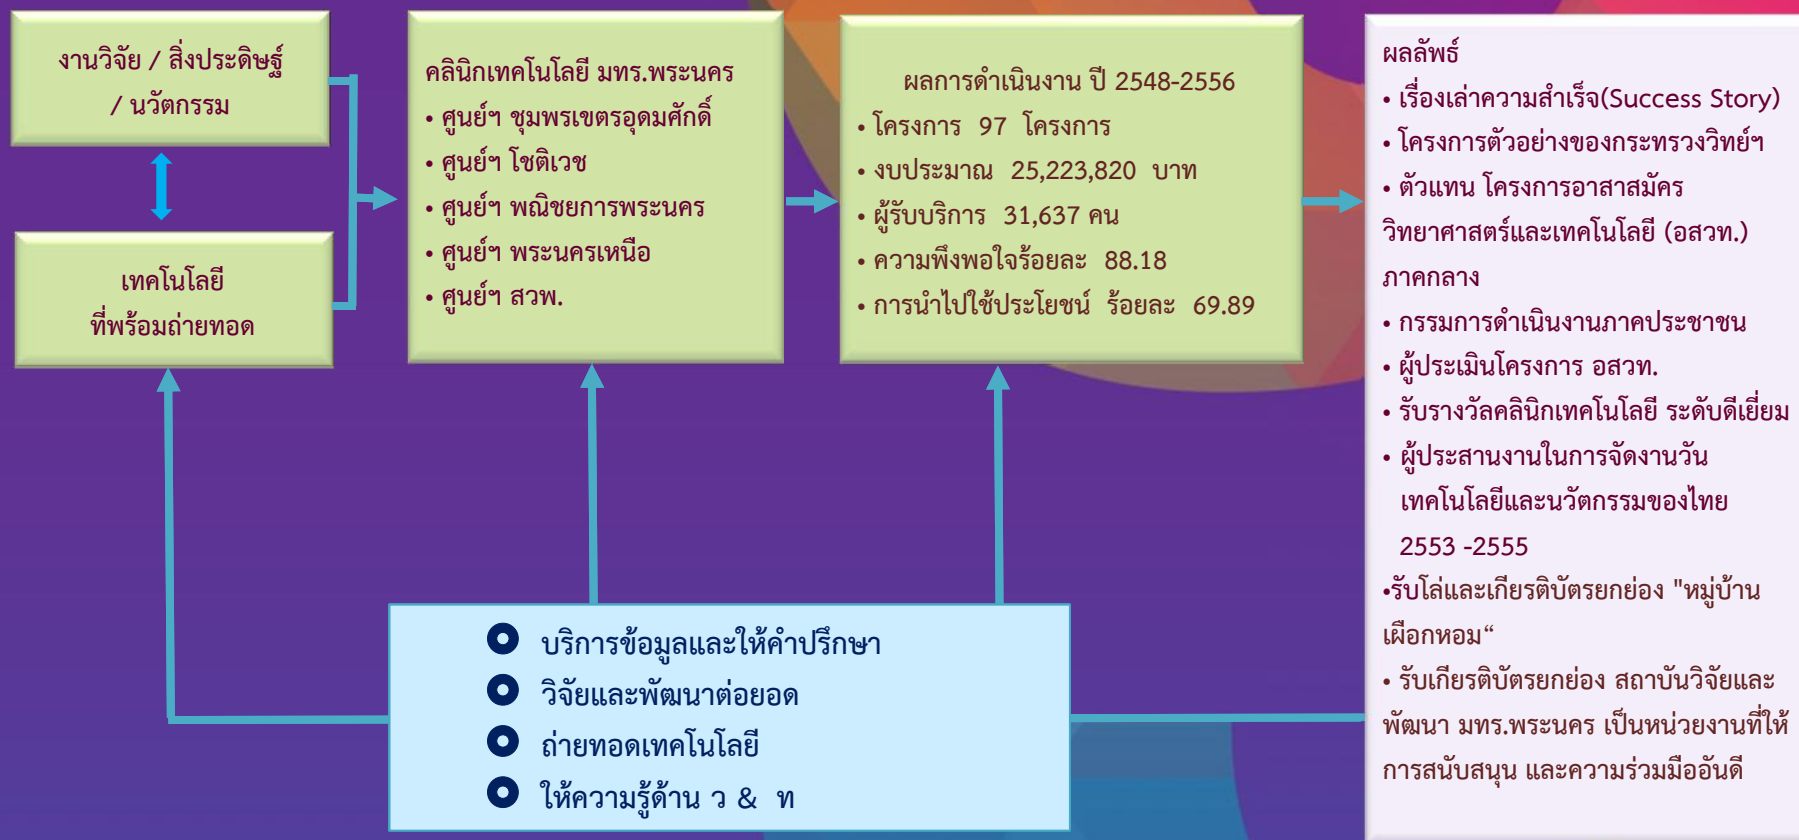 งานวิจัย / สิ่งประดิษฐ์
/ นวัตกรรม
เทคโนโลยี
ที่พร้อมถ่ายทอด
คลินิกเทคโนโลยี มทร.พระนคร
• ศูนย์ฯ ชุมพรเขตรอุดมศักดิ์
• ศูนย์ฯ โชติเวช
• ศูนย์ฯ พณิชยการพระนคร
• ศูนย์ฯ พระนครเหนือ
• ศูนย์ฯ สวพ.
ผลการดำเนินงาน ปี 2548-2556
• โครงการ 97 โครงการ
• งบประมาณ 25,223,820 บาท
• ผู้รับบริการ 31,637 คน
• ความพึงพอใจร้อยละ 88.18
• การนำไปใช้ประโยชน์ ร้อยละ 69.89
ผลลัพธ์
• เรื่องเล่าความสำเร็จ(Success Story)
• โครงการตัวอย่างของกระทรวงวิทย์ฯ
• ตัวแทน โครงการอาสาสมัคร
วิทยาศาสตร์และเทคโนโลยี (อสวท.)
ภาคกลาง
• กรรมการดำเนินงานภาคประชาชน
• ผู้ประเมินโครงการ อสวท.
• รับรางวัลคลินิกเทคโนโลยี ระดับดีเยี่ยม
• ผู้ประสานงานในการจัดงานวัน
เทคโนโลยีและนวัตกรรมของไทย
2553 -2555
•รับโล่และเกียรติบัตรยกย่อง "หมู่บ้าน
เผือกหอม“
• รับเกียรติบัตรยกย่อง สถาบันวิจัยและ
พัฒนา มทร.พระนคร เป็นหน่วยงานที่ให้
การสนับสนุน และความร่วมมืออันดี
บริการข้อมูลและให้คำปรึกษา
วิจัยและพัฒนาต่อยอด
ถ่ายทอดเทคโนโลยี
ให้ความรู้ด้าน ว & ท